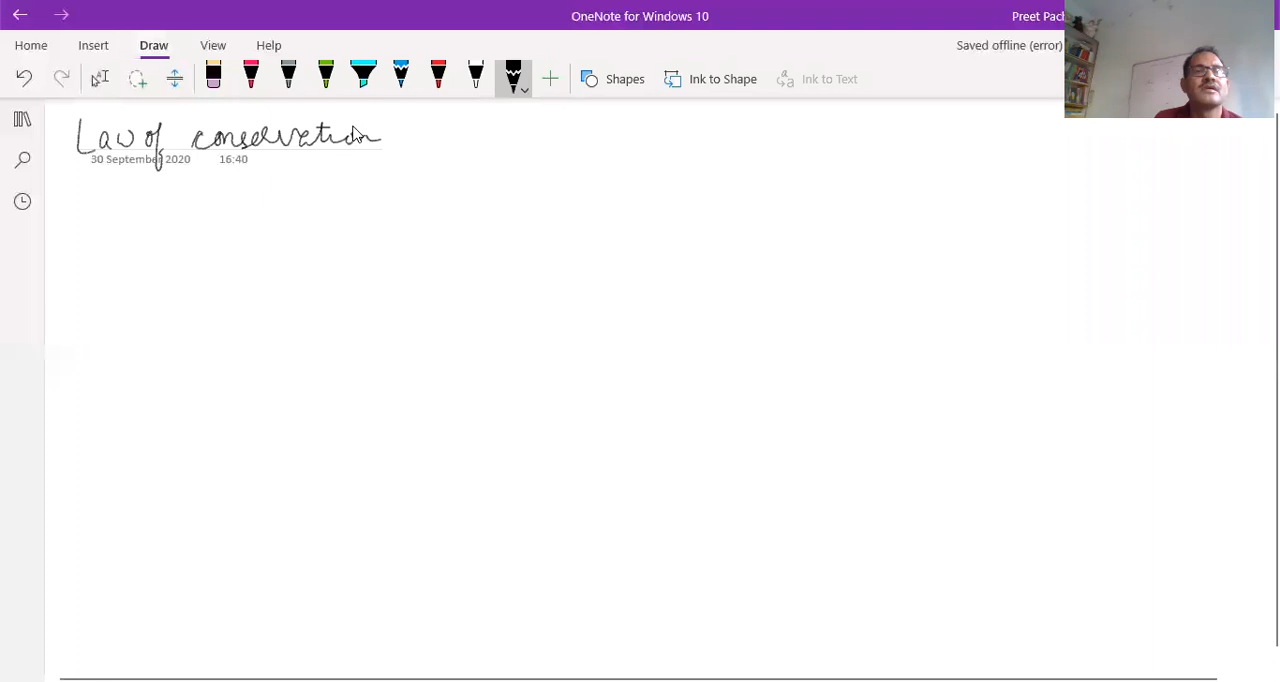 OneNote for Windows 10
Preet Pach
Home Insert Draw View Help
Saved offline (error)
Shapes Ink to Shape Ink to Text
Law of conservation
30 September 2020 16:40